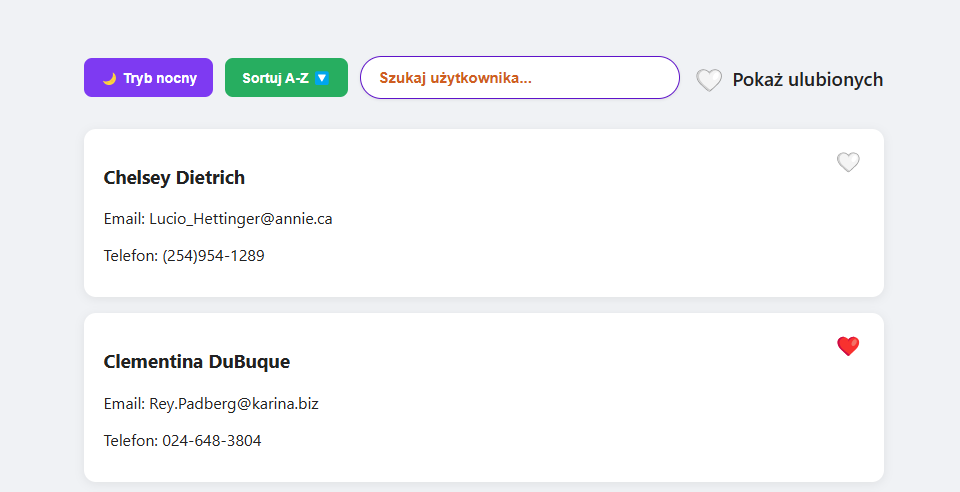 Tryb nocny
Sortuj A-Z
Szukaj użytkownika...
Pokaż ulubionych
Chelsey Dietrich
Email: Lucio_Hettinger@annie.ca
Telefon: (254)954-1289
Clementina DuBuque
Email: Rey.Padberg@karina.biz
Telefon: 024-648-3804